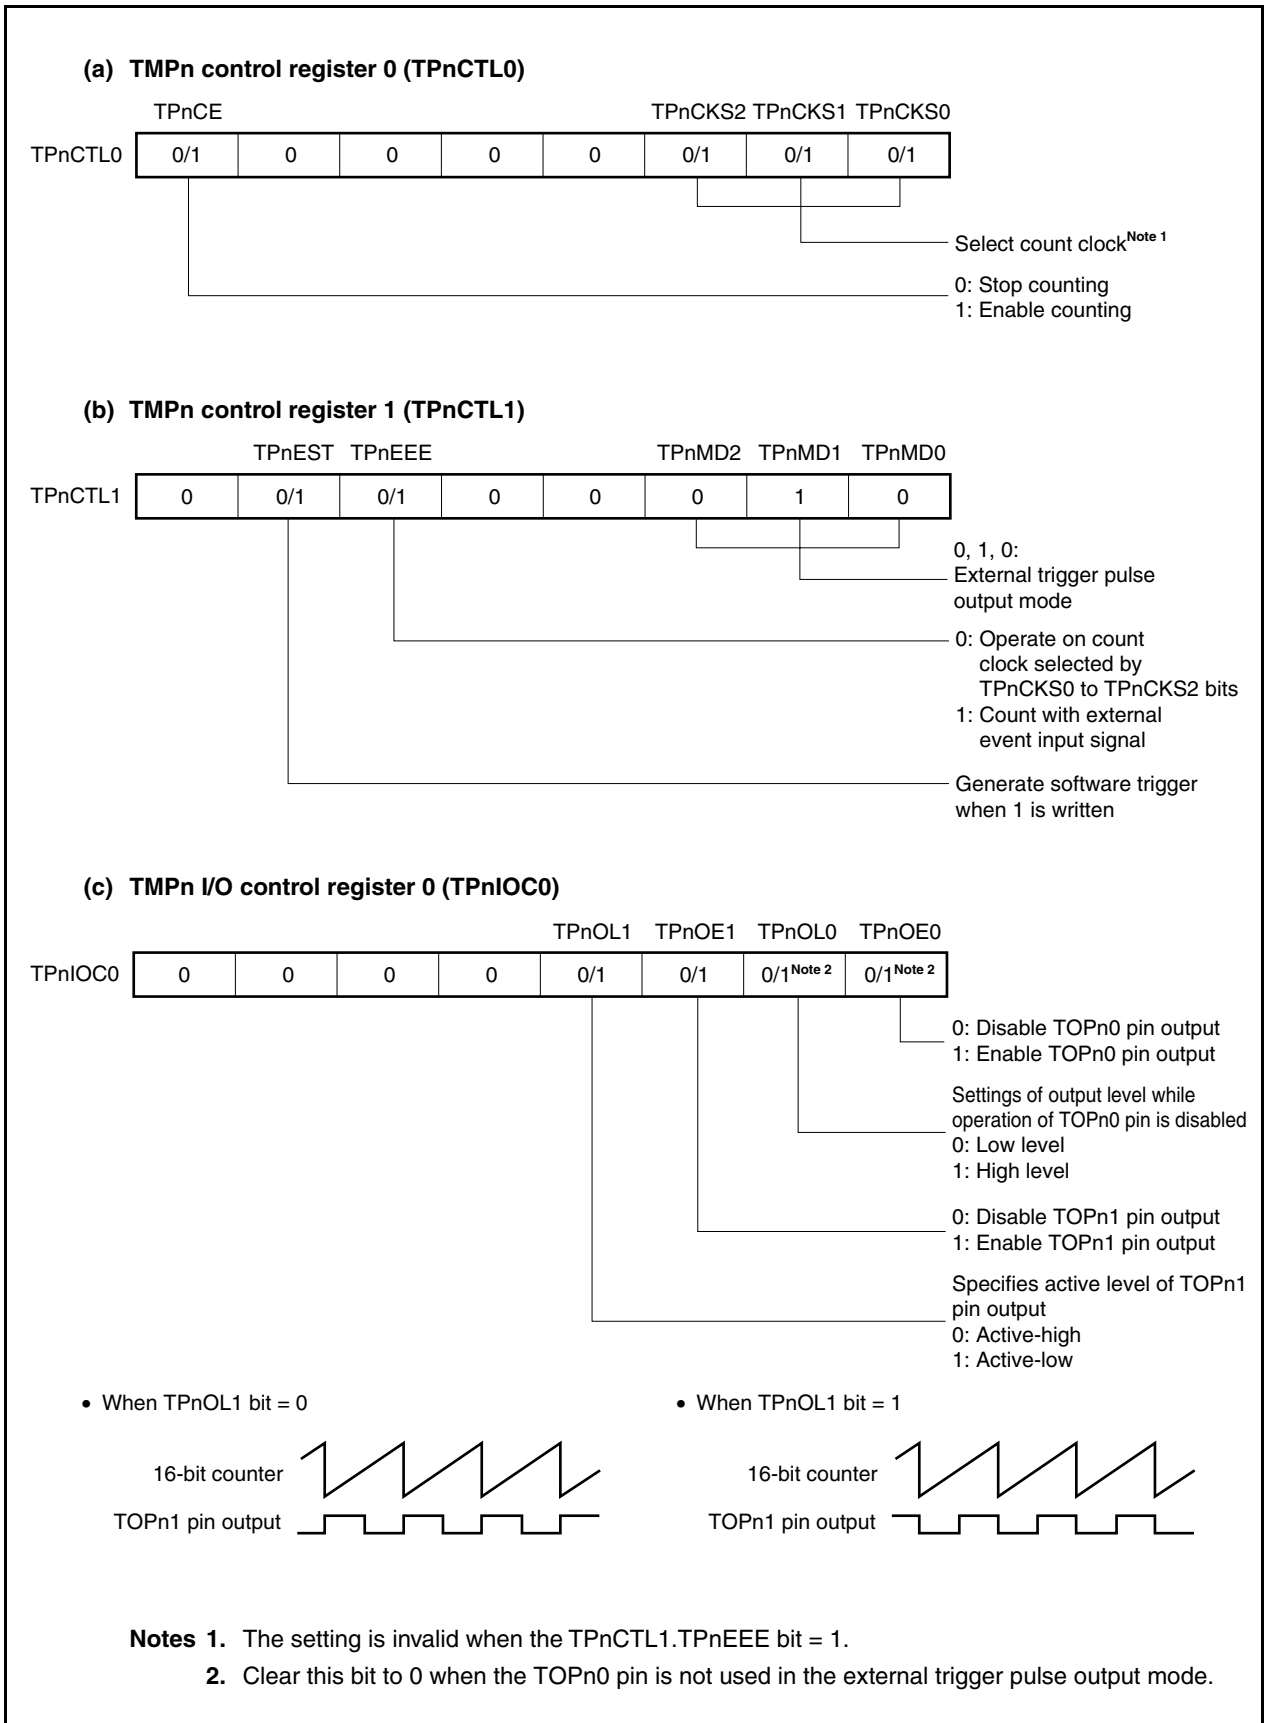 (a) TMPn control register 0 (TPnCTL0)
TPnCE TPnCKS2 TPnCKS1 TPnCKS0
TPnCTL0 0/1 0 0 0 0 0/1 0/1 0/1
Select count clockNote 1
0: Stop counting
1: Enable counting
(b) TMPn control register 1 (TPnCTL1)
TPnEST TPnEEE TPnMD2 TPnMD1 TPnMD0
TPnCTL1 0 0/1 0/1 0 0 0 1 0
0, 1, 0:
External trigger pulse
output mode
0: Operate on count
clock selected by
TPnCKS0 to TPnCKS2 bits
1: Count with external
event input signal
Generate software trigger
when 1 is written
(c) TMPn I/O control register 0 (TPnIOC0)
TPnOL1 TPnOE1 TPnOL0 TPnOE0
TPnIOC0 0 0 0 0 0/1 0/1 0/1Note 2 0/1Note 2
0: Disable TOPn0 pin output
1: Enable TOPn0 pin output
Settings of output level while
operation of TOPn0 pin is disabled
0: Low level
1: High level
0: Disable TOPn1 pin output
1: Enable TOPn1 pin output
Specifies active level of TOPn1
pin output
0: Active-high
1: Active-low
• When TPnOL1 bit = 0 • When TPnOL1 bit = 1
16-bit counter 16-bit counter
TOPn1 pin output TOPn1 pin output
Notes 1. The setting is invalid when the TPnCTL1.TPnEEE bit = 1.
2. Clear this bit to 0 when the TOPn0 pin is not used in the external trigger pulse output mode.